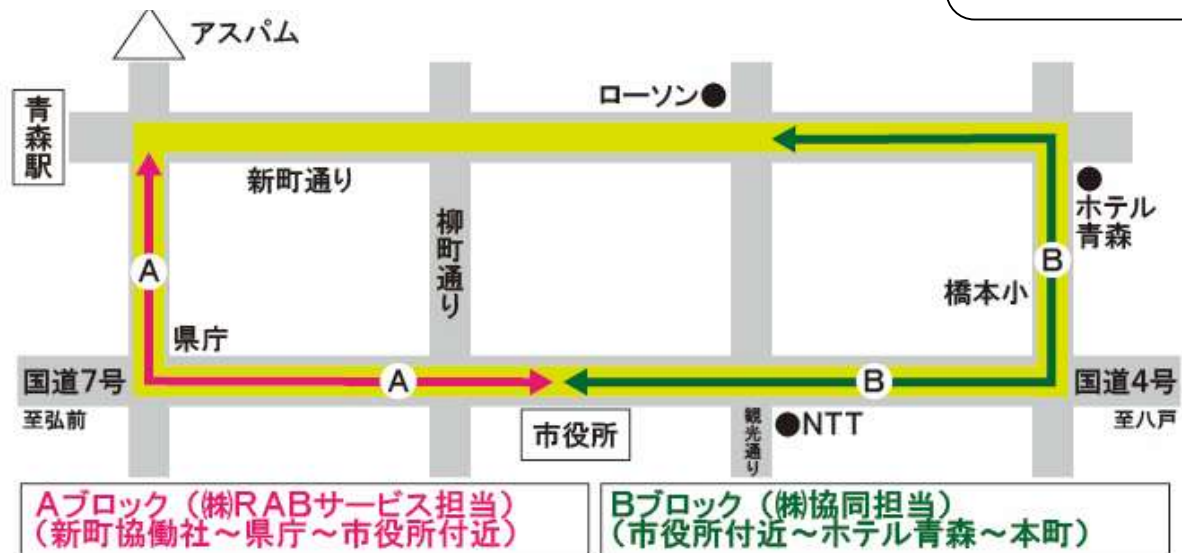 アスパム
ローソン
青森駅
新町通り
柳町通り
ホテル
青森
A
B
橋本小
県庁
国道7号
A
B
国道4号
至弘前
市役所
観光通り
NTT
至八戸
Aブロック（㈱RABサービス担当）
（新町協働社～県庁～市役所付近）
Bブロック（㈱協同担当）
（市役所付近～ホテル青森～本町）